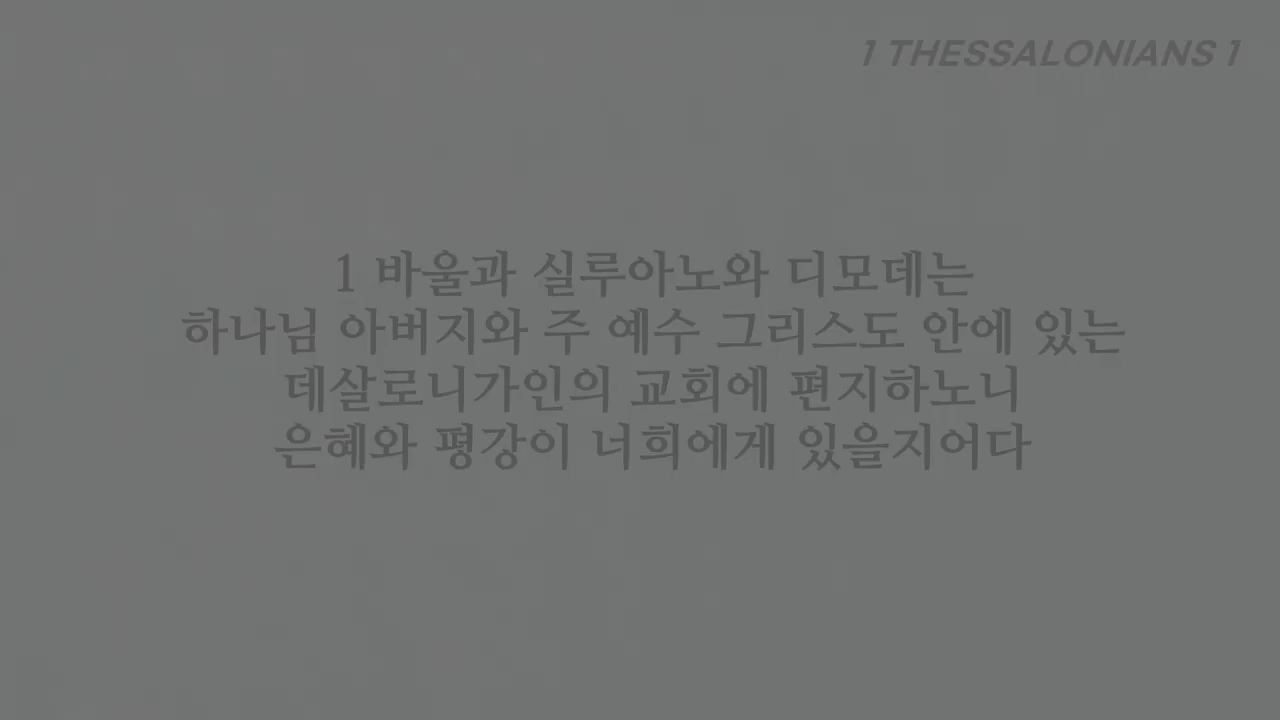 1 THESSALONIANS 1
1 바울과 실루아노와 디모데는
하나님 아버지와 주 예수 그리스도 안에 있는
데살로니가인의 교회에 편지하노니
은혜와 평강이 너희에게 있을지어다